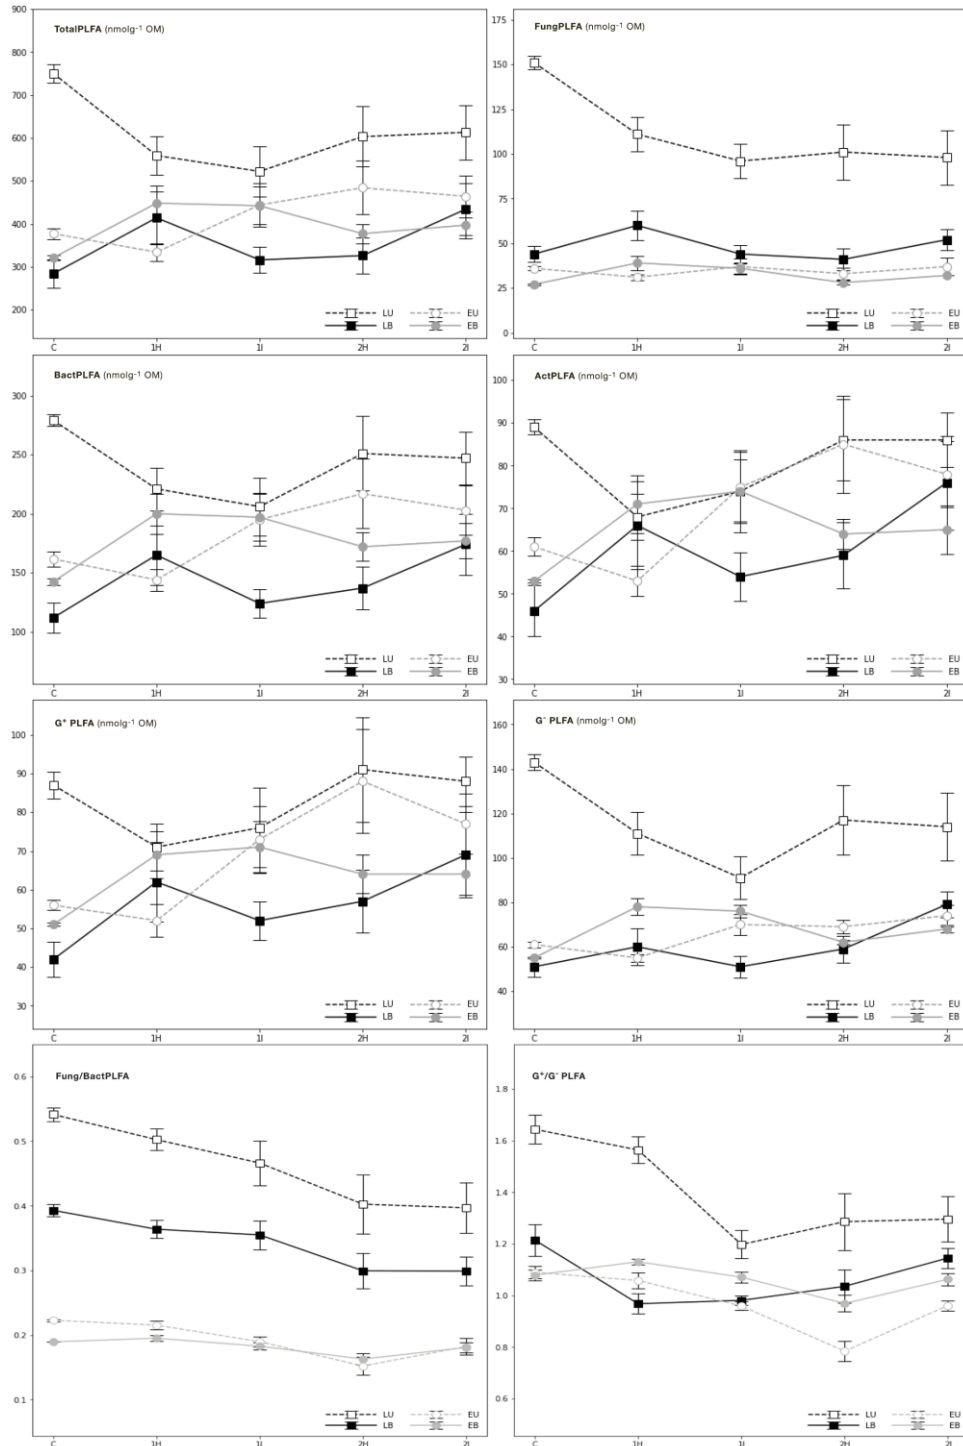 TotalPLFA (nmolg⁻¹ OM)
900
800
700
600
500
400
300
200
C 1H 1I 2H 2I
LU EU
LB EB
FungPLFA (nmolg⁻¹ OM)
175
150
125
100
75
50
25
0
C 1H 1I 2H 2I
LU EU
LB EB
BactPLFA (nmolg⁻¹ OM)
300
250
200
150
100
C 1H 1I 2H 2I
LU EU
LB EB
ActPLFA (nmolg⁻¹ OM)
100
90
80
70
60
50
40
30
C 1H 1I 2H 2I
LU EU
LB EB
G⁺ PLFA (nmolg⁻¹ OM)
100
90
80
70
60
50
40
30
C 1H 1I 2H 2I
LU EU
LB EB
G⁻ PLFA (nmolg⁻¹ OM)
160
140
120
100
80
60
40
C 1H 1I 2H 2I
LU EU
LB EB
Fung/BactPLFA
0.6
0.5
0.4
0.3
0.2
0.1
C 1H 1I 2H 2I
LU EU
LB EB
G⁺/G⁻ PLFA
1.8
1.6
1.4
1.2
1.0
0.8
0.6
C 1H 1I 2H 2I
LU EU
LB EB